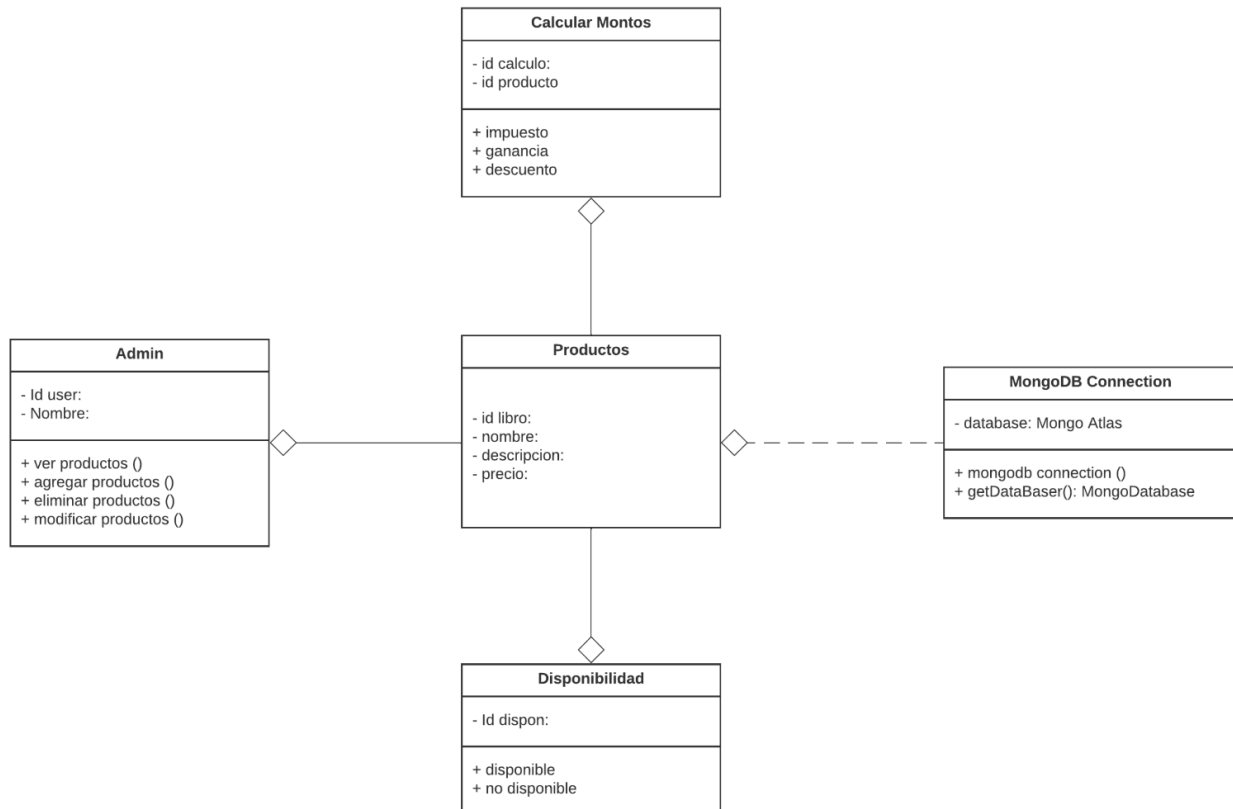 Calcular Montos
- id calculo:
- id producto
+ impuesto
+ ganancia
+ descuento
Admin
- Id user:
- Nombre:
+ ver productos ()
+ agregar productos ()
+ eliminar productos ()
+ modificar productos ()
Productos
- id libro:
- nombre:
- descripcion:
- precio:
MongoDB Connection
- database: Mongo Atlas
+ mongodb connection ()
+ getDataBaser(): MongoDatabase
Disponibilidad
- Id dispon:
+ disponible
+ no disponible